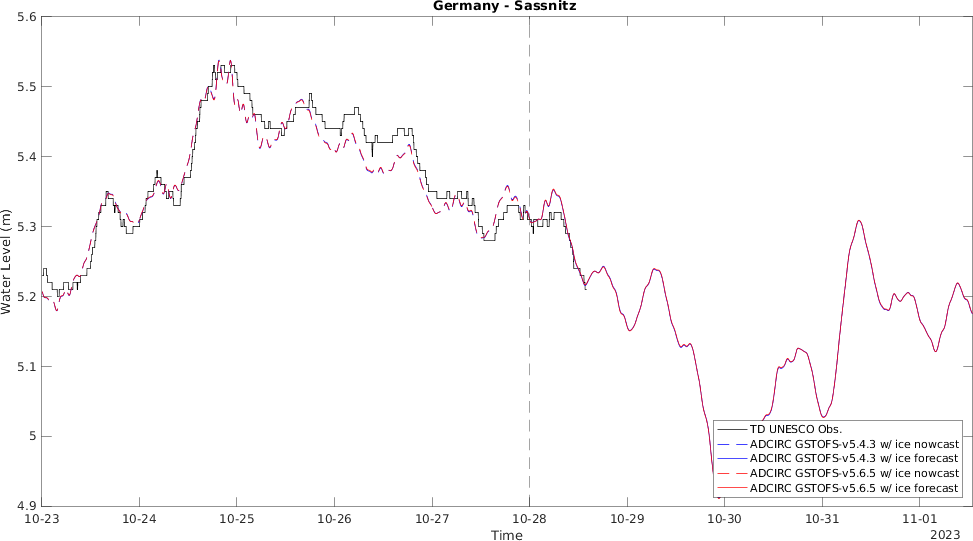 Germany - Sassnitz
5.6
5.5
5.4
5.3
5.2
5.1
5
4.9
Water Level (m)
TD UNESCO Obs.
ADCIRC GSTOFS-v5.4.3 w/ ice nowcast
ADCIRC GSTOFS-v5.4.3 w/ ice forecast
ADCIRC GSTOFS-v5.6.5 w/ ice nowcast
ADCIRC GSTOFS-v5.6.5 w/ ice forecast
10-23 10-24 10-25 10-26 10-27 10-28 10-29 10-30 10-31 11-01
Time
2023